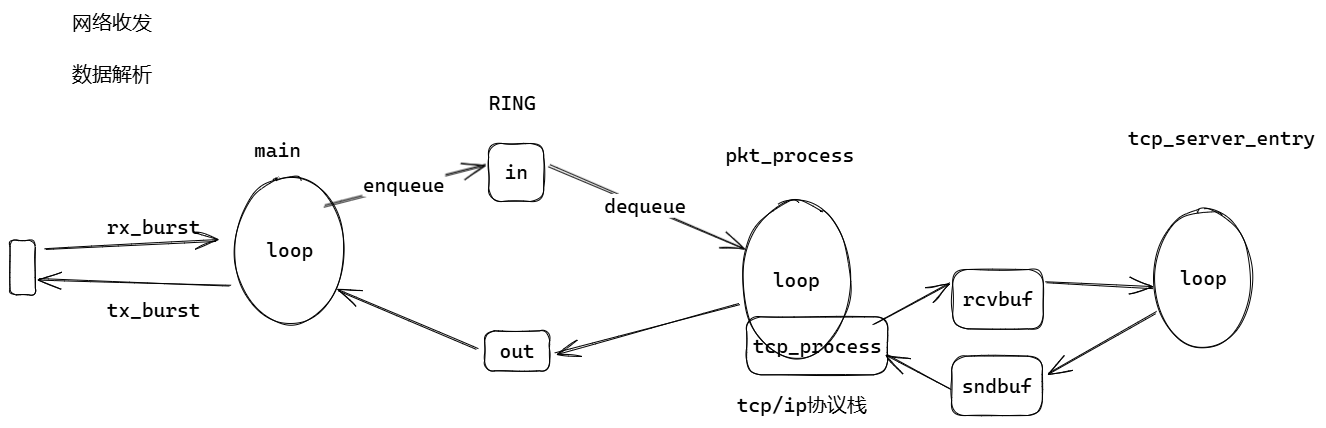 网络收发
数据解析
RING
main
pkt_process
tcp_server_entry
in
enqueue
dequeue
rx_burst
loop
loop
loop
rcvbuf
tx_burst
out
tcp_process
sndbuf
tcp/ip协议栈